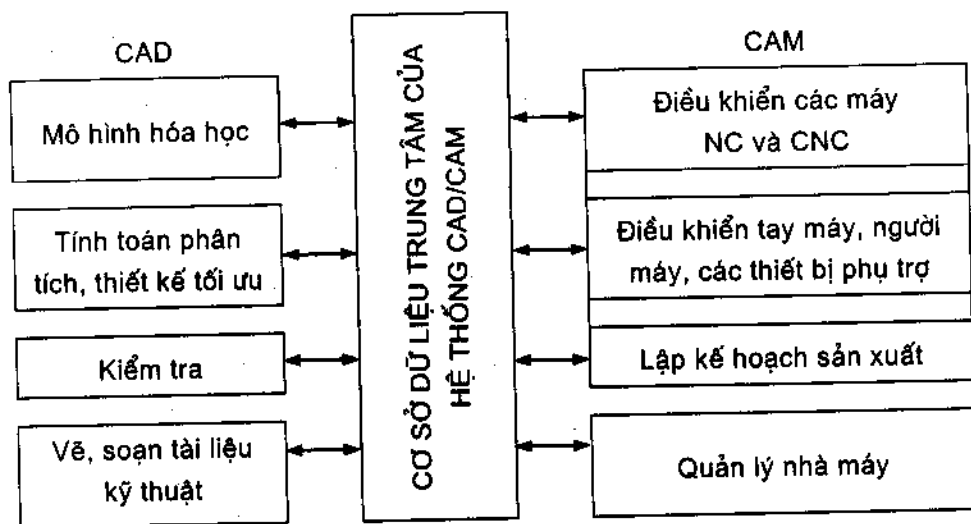 CAD
Mô hình hóa học
Tính toán phân
tích, thiết kế tối ưu
Kiểm tra
Vẽ, soạn tài liệu
kỹ thuật
CƠ SỞ DỮ LIỆU TRUNG TÂM CỦA
HỆ THỐNG CAD/CAM
CAM
Điều khiển các máy
NC và CNC
Điều khiển tay máy, người
máy, các thiết bị phụ trợ
Lập kế hoạch sản xuất
Quản lý nhà máy